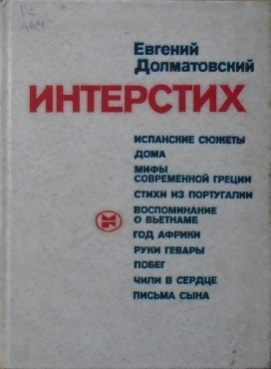 Евгений
Долматовский
ИНТЕРСТИХ
ИСПАНСКИЕ СЮЖЕТЫ
ДОМА
МИФЫ
СОВРЕМЕННОЙ ГРЕЦИИ
СТИХИ ИЗ ПОРТУГАЛИИ
ВОСПОМИНАНИЕ
О ВЬЕТНАМЕ
ГОД АФРИКИ
РУКИ ГЕВАРЫ
ПОБЕГ
ЧИЛИ В СЕРДЦЕ
ПИСЬМА СЫНА